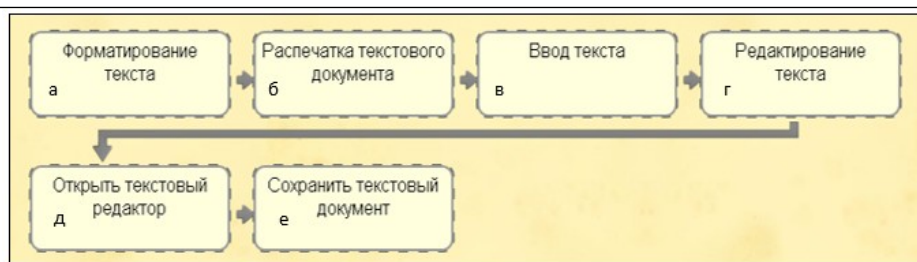 Форматирование
текста
а
Распечатка текстового
документа
б
Ввод текста
в
Редактирование
текста
г
Открыть текстовый
редактор
д
Сохранить текстовый
документ
е